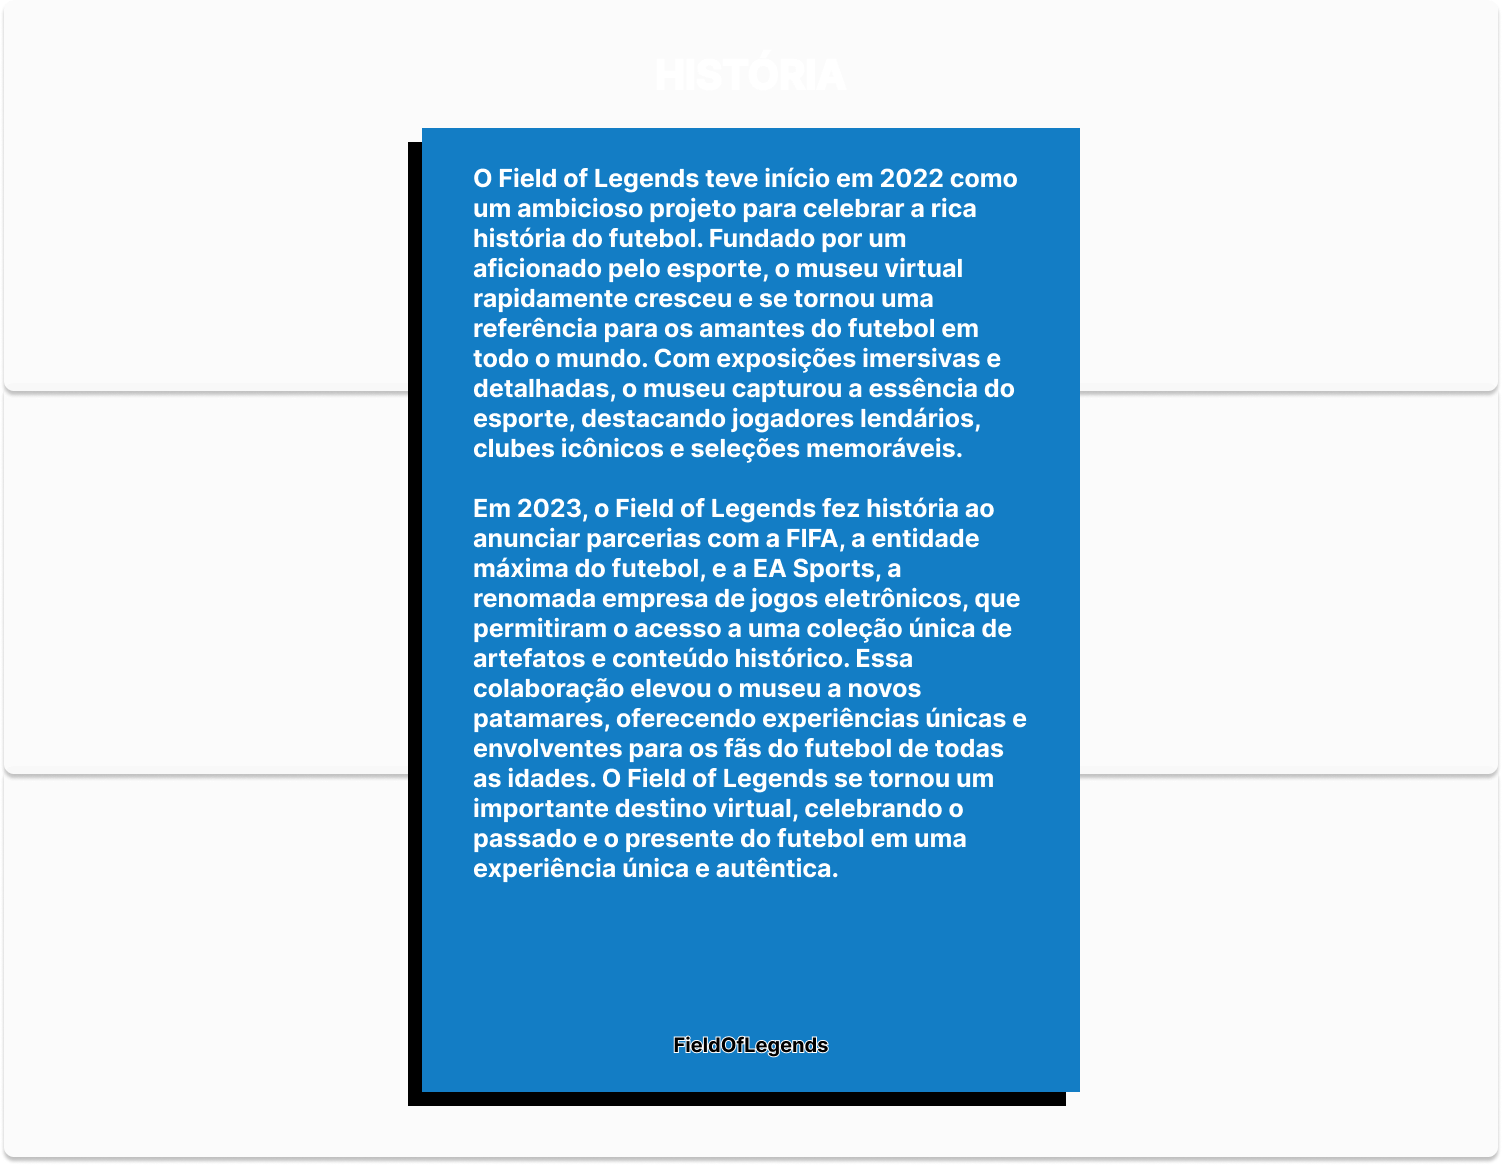 HISTÓRIA
O Field of Legends teve início em 2022 como
um ambicioso projeto para celebrar a rica
história do futebol. Fundado por um
aficionado pelo esporte, o museu virtual
rapidamente cresceu e se tornou uma
referência para os amantes do futebol em
todo o mundo. Com exposições imersivas e
detalhadas, o museu capturou a essência do
esporte, destacando jogadores lendários,
clubes icônicos e seleções memoráveis.
Em 2023, o Field of Legends fez história ao
anunciar parcerias com a FIFA, a entidade
máxima do futebol, e a EA Sports, a
renomada empresa de jogos eletrônicos, que
permitiram o acesso a uma coleção única de
artefatos e conteúdo histórico. Essa
colaboração elevou o museu a novos
patamares, oferecendo experiências únicas e
envolventes para os fãs do futebol de todas
as idades. O Field of Legends se tornou um
importante destino virtual, celebrando o
passado e o presente do futebol em uma
experiência única e autêntica.
FieldOfLegends